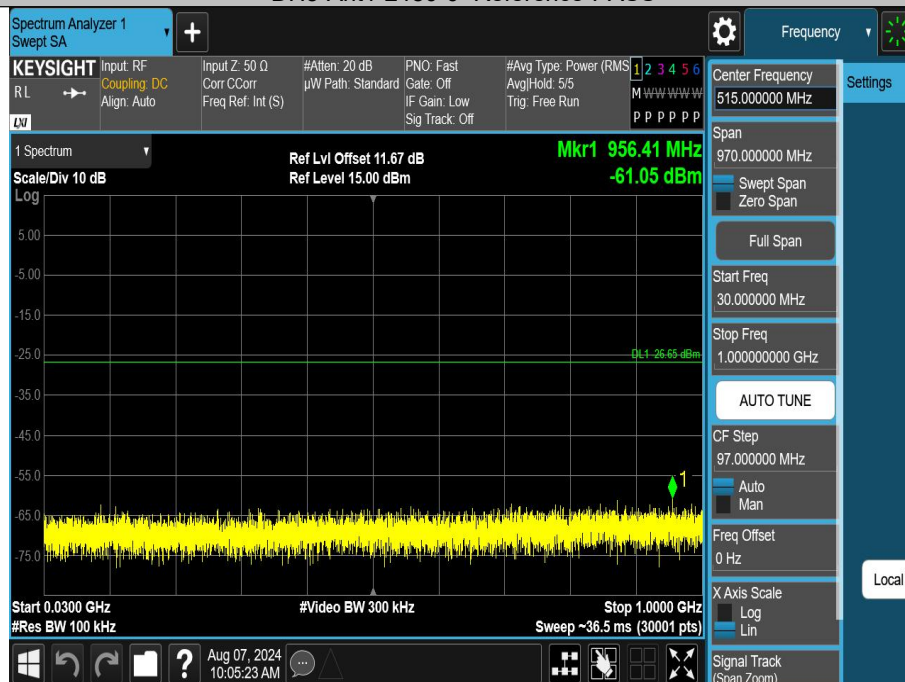 Spectrum Analyzer 1
Swept SA
Frequency
KEYSIGHT
RL
LXI
Input: RF
Coupling: DC
Align: Auto
Input Z: 50 Ω
Corr CCorr
Freq Ref: Int (S)
#Atten: 20 dB
µW Path: Standard
PNO: Fast
Gate: Off
IF Gain: Low
Sig Track: Off
#Avg Type: Power (RMS
Avg|Hold: 5/5
Trig: Free Run
1 2 3 4 5 6
M W W W W W
P P P P P P
1 Spectrum
Scale/Div 10 dB
Log
Ref Lvl Offset 11.67 dB
Ref Level 15.00 dBm
Mkr1 956.41 MHz
-61.05 dBm
5.00
-5.00
-15.0
-25.0
-35.0
-45.0
-55.0
-65.0
-75.0
DL1 -26.65 dBm
1
Start 0.0300 GHz
#Res BW 100 kHz
#Video BW 300 kHz
Stop 1.0000 GHz
Sweep ~36.5 ms (30001 pts)
?
Aug 07, 2024
10:05:23 AM
Center Frequency
515.000000 MHz
Settings
Span
970.000000 MHz
Swept Span
Zero Span
Full Span
Start Freq
30.000000 MHz
Stop Freq
1.000000000 GHz
AUTO TUNE
CF Step
97.000000 MHz
Auto
Man
Freq Offset
0 Hz
Local
X Axis Scale
Log
Lin
Signal Track
(Span Zoom)